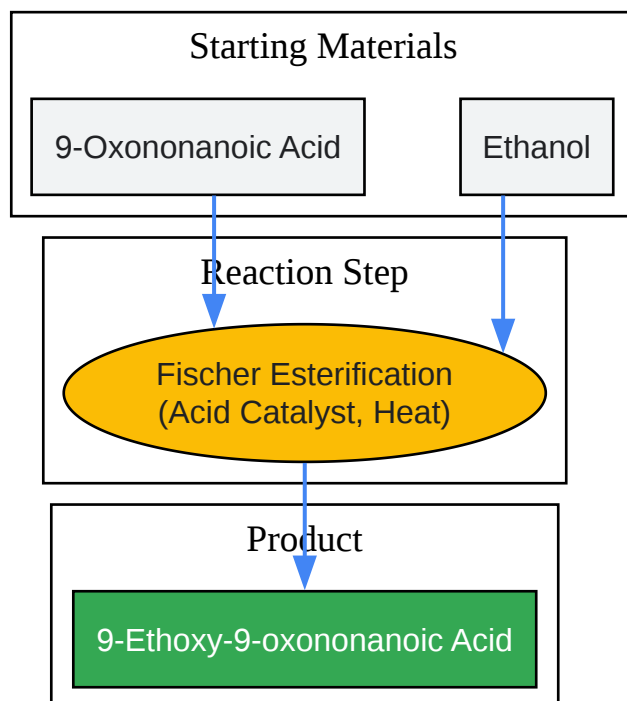 Starting Materials
9-Oxononanoic Acid
Ethanol
Reaction Step
Fischer Esterification
(Acid Catalyst, Heat)
Product
9-Ethoxy-9-oxononanoic Acid